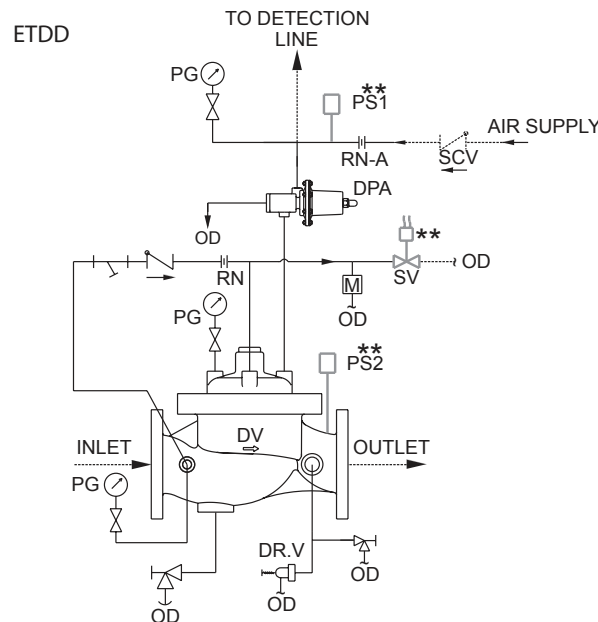 ETDD
TO DETECTION
LINE
PG
**
PS1
AIR SUPPLY
RN-A
SCV
DPA
OD
**
RN
SV
OD
M
OD
PG
**
PS2
INLET
DV
OUTLET
PG
DR.V
OD
OD
OD